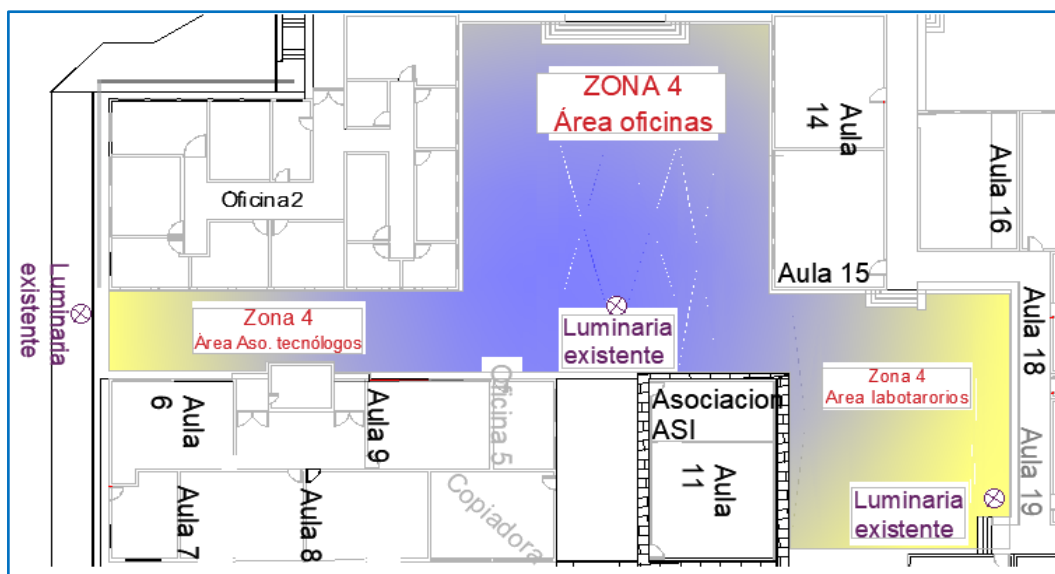 ZONA 4
Área oficinas
Aula
14
Aula 16
Oficina2
Aula 15
Luminaria
existente
Zona 4
Área Aso. tecnólogos
Luminaria
existente
Aula 18
Zona 4
Area labotarorios
Aula
6
Aula 9
Oficina 5
Asociacion
ASI
Aula 19
Aula
11
Luminaria
existente
Aula 7
Aula 8
Copiadora